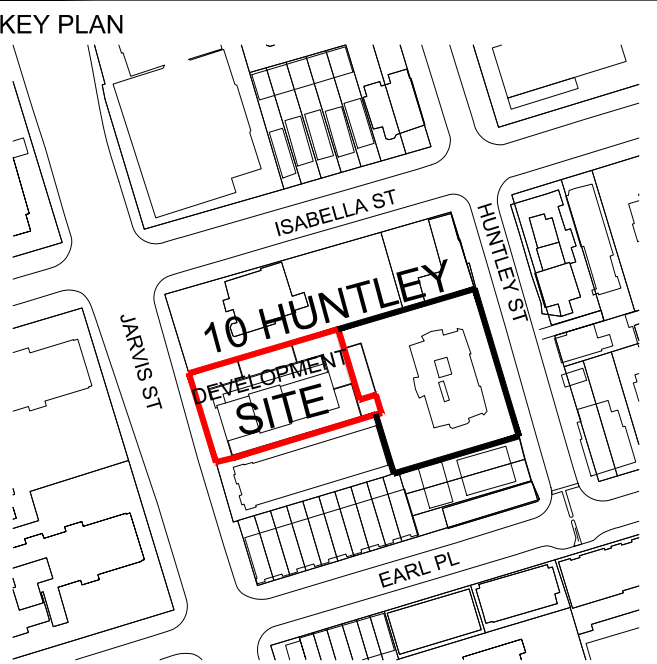 KEY PLAN
ISABELLA ST
HUNTLEY ST
10 HUNTLEY
JARVIS ST
DEVELOPMENT
SITE
EARL PL